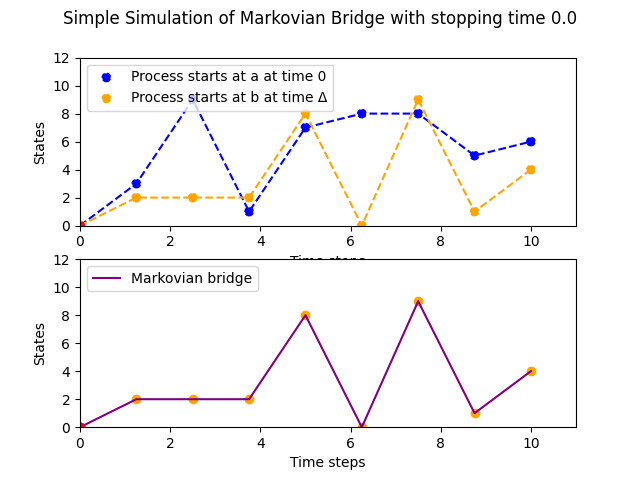 Simple Simulation of Markovian Bridge with stopping time 0.0
12
10
8
6
4
2
0
States
Process starts at a at time 0
Process starts at b at time Δ
0 2 4 6 8 10
Time steps
12
10
8
6
4
2
0
States
Markovian bridge
0 2 4 6 8 10
Time steps